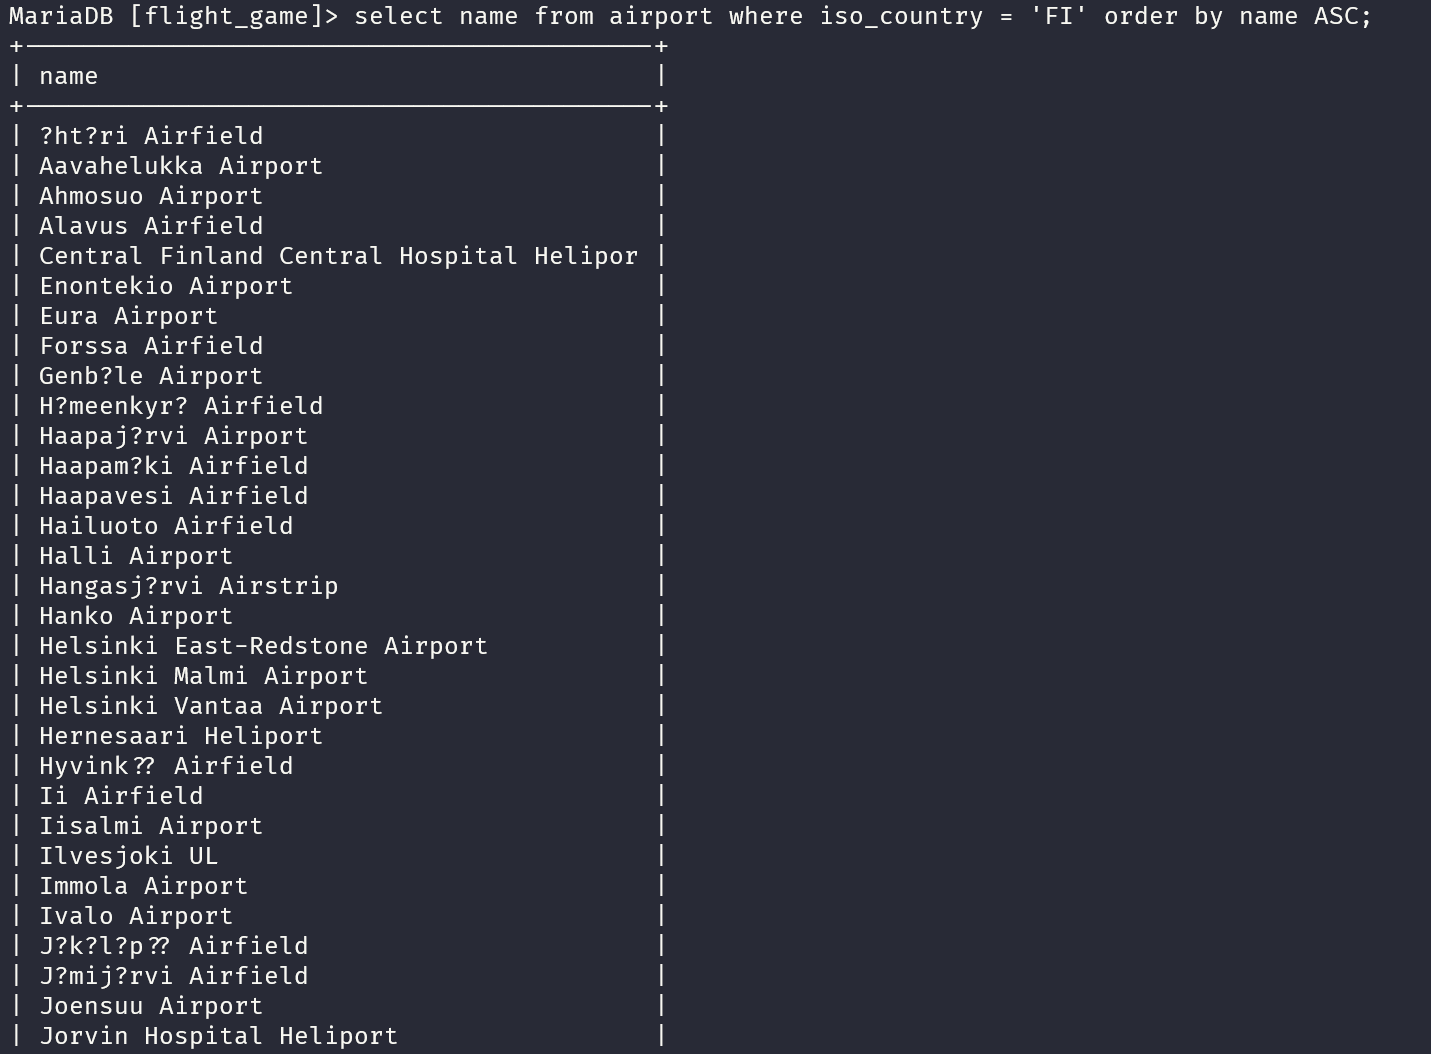 MariaDB [flight_game]> select name from airport where iso_country = 'FI' order by name ASC;
+------------------------------------------+
| name                                     |
+------------------------------------------+
| ?ht?ri Airfield                          |
| Aavahelukka Airport                      |
| Ahmosuo Airport                          |
| Alavus Airfield                          |
| Central Finland Central Hospital Helipor |
| Enontekio Airport                        |
| Eura Airport                             |
| Forssa Airfield                          |
| Genb?le Airport                          |
| H?meenkyr? Airfield                      |
| Haapaj?rvi Airport                       |
| Haapam?ki Airfield                       |
| Haapavesi Airfield                       |
| Hailuoto Airfield                        |
| Halli Airport                            |
| Hangasj?rvi Airstrip                     |
| Hanko Airport                            |
| Helsinki East-Redstone Airport           |
| Helsinki Malmi Airport                   |
| Helsinki Vantaa Airport                  |
| Hernesaari Heliport                      |
| Hyvink?? Airfield                        |
| Ii Airfield                              |
| Iisalmi Airport                          |
| Ilvesjoki UL                             |
| Immola Airport                           |
| Ivalo Airport                            |
| J?k?l?p?? Airfield                       |
| J?mij?rvi Airfield                       |
| Joensuu Airport                          |
| Jorvin Hospital Heliport                 |